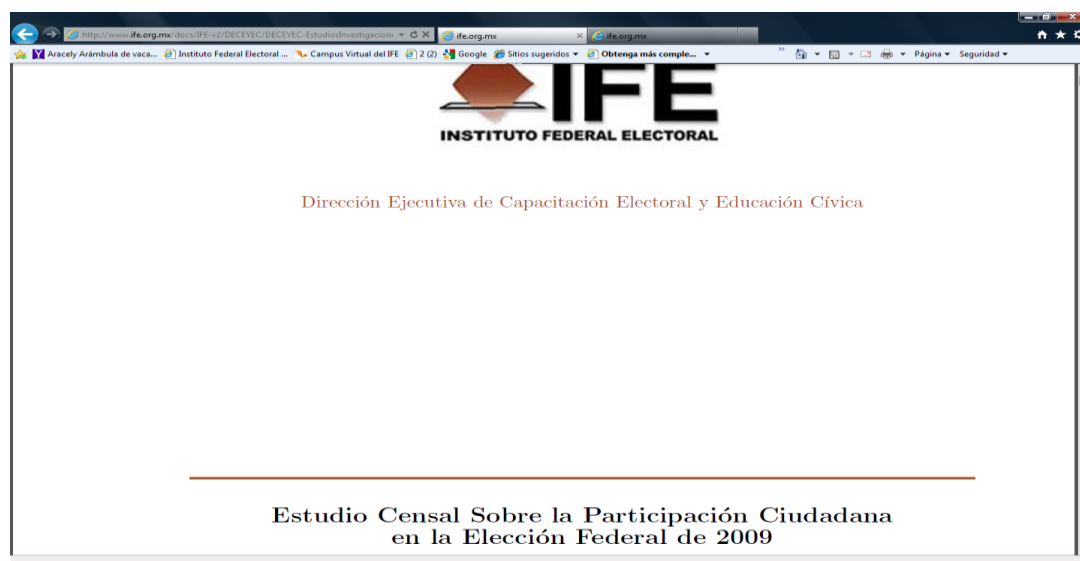 http://www.ife.org.mx/docs/IFE-v2/DECEYEC/DECEYEC-EstudiosInvestigacion
ife.org.mx
ife.org.mx
Aracely Arámbula de vaca...
Instituto Federal Electoral ...
Campus Virtual del IFE
2 (2)
Google
Sitios sugeridos
Obtenga más comple...
Página
Seguridad
IFE
INSTITUTO FEDERAL ELECTORAL
Dirección Ejecutiva de Capacitación Electoral y Educación Cívica
Estudio Censal Sobre la Participación Ciudadana
en la Elección Federal de 2009